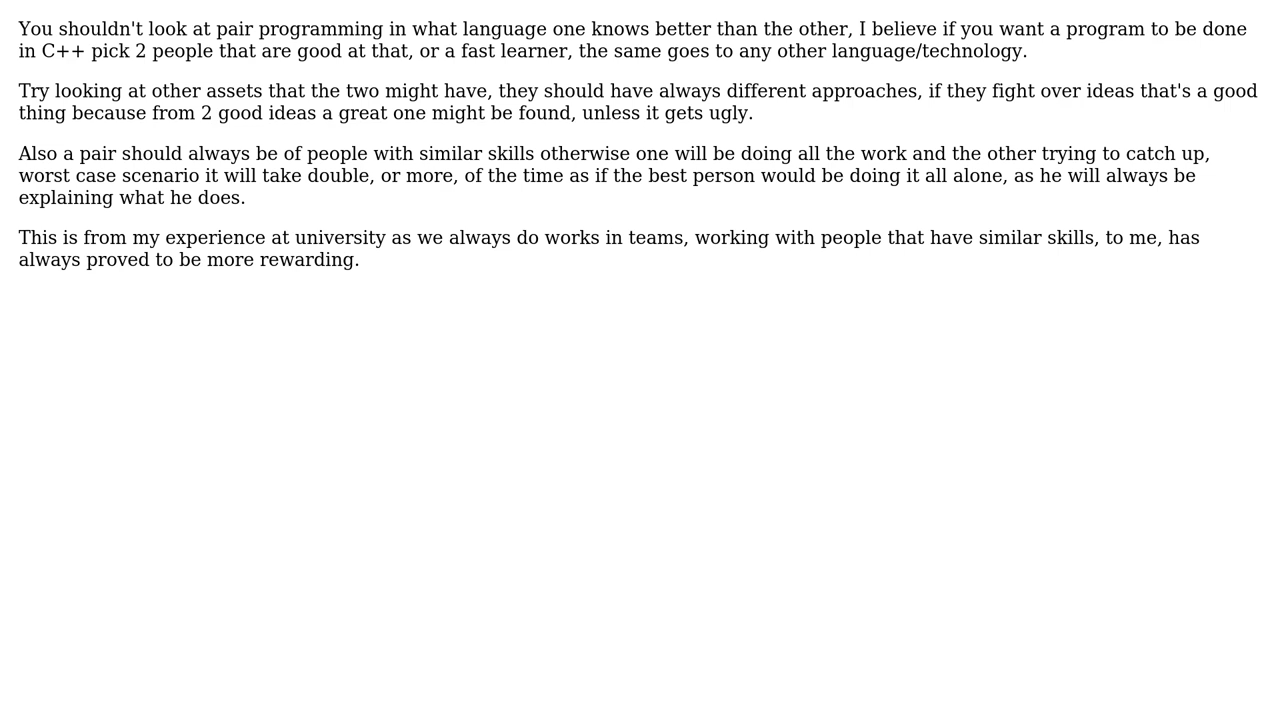 You shouldn't look at pair programming in what language one knows better than the other, I believe if you want a program to be done
in C++ pick 2 people that are good at that, or a fast learner, the same goes to any other language/technology.
Try looking at other assets that the two might have, they should have always different approaches, if they fight over ideas that's a good
thing because from 2 good ideas a great one might be found, unless it gets ugly.
Also a pair should always be of people with similar skills otherwise one will be doing all the work and the other trying to catch up,
worst case scenario it will take double, or more, of the time as if the best person would be doing it all alone, as he will always be
explaining what he does.
This is from my experience at university as we always do works in teams, working with people that have similar skills, to me, has
always proved to be more rewarding.